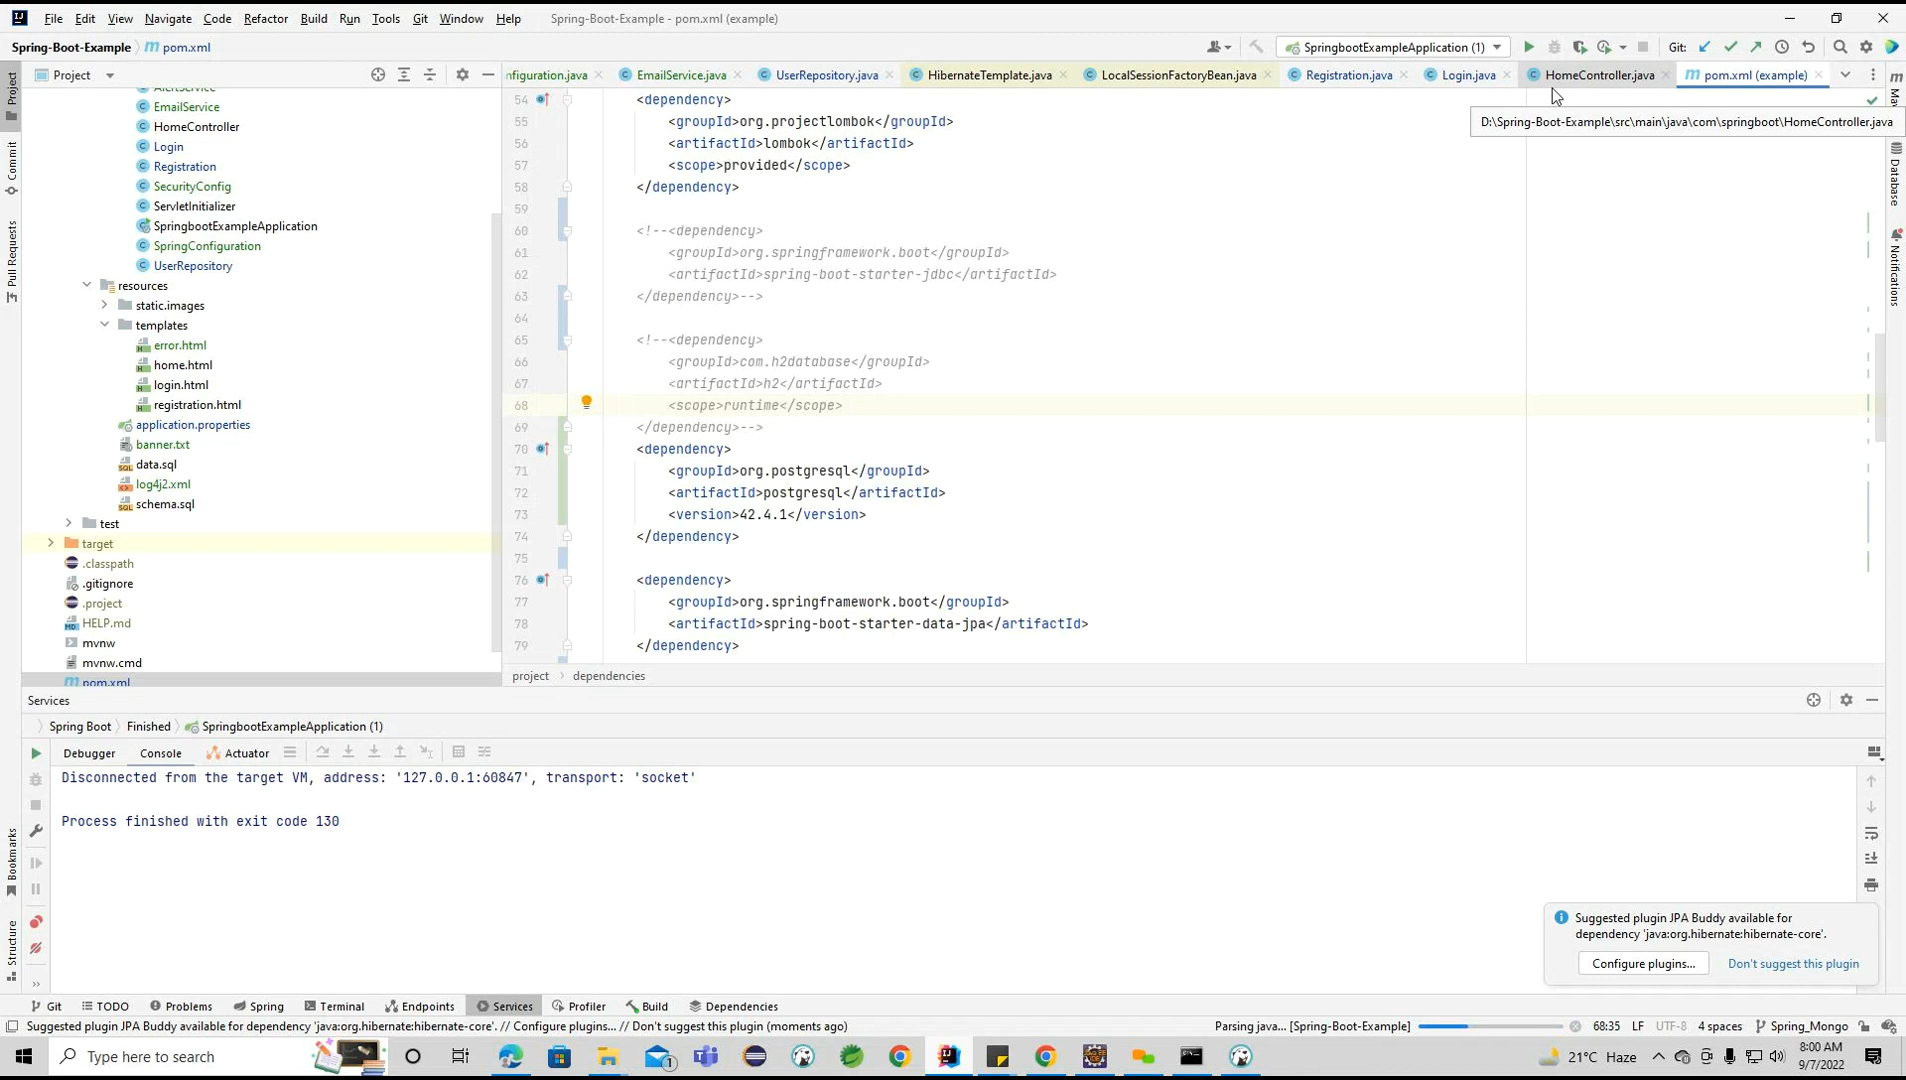 File Edit View Navigate Code Refactor Build Run Tools Git Window Help Spring-Boot-Example - pom.xml (example)
Spring-Boot-Example pom.xml SpringbootExampleApplication (1) Git:
Project nfiguration.java EmailService.java UserRepository.java HibernateTemplate.java LocalSessionFactoryBean.java Registration.java Login.java HomeController.java pom.xml (example)
D:\Spring-Boot-Example\src\main\java\com\springboot\HomeController.java
Project
Commit
Pull Requests
Bookmarks
Structure
AlertService
EmailService
HomeController
Login
Registration
SecurityConfig
ServletInitializer
SpringbootExampleApplication
SpringConfiguration
UserRepository
resources
static.images
templates
error.html
home.html
login.html
registration.html
application.properties
banner.txt
data.sql
log4j2.xml
schema.sql
test
target
.classpath
.gitignore
.project
HELP.md
mvnw
mvnw.cmd
pom.xml
54 <dependency>
55 <groupId>org.projectlombok</groupId>
56 <artifactId>lombok</artifactId>
57 <scope>provided</scope>
58 </dependency>
59
60 <!--<dependency>
61 <groupId>org.springframework.boot</groupId>
62 <artifactId>spring-boot-starter-jdbc</artifactId>
63 </dependency>-->
64
65 <!--<dependency>
66 <groupId>com.h2database</groupId>
67 <artifactId>h2</artifactId>
68 <scope>runtime</scope>
69 </dependency>-->
70 <dependency>
71 <groupId>org.postgresql</groupId>
72 <artifactId>postgresql</artifactId>
73 <version>42.4.1</version>
74 </dependency>
75
76 <dependency>
77 <groupId>org.springframework.boot</groupId>
78 <artifactId>spring-boot-starter-data-jpa</artifactId>
79 </dependency>
project dependencies
Database
Notifications
Services
Spring Boot Finished SpringbootExampleApplication (1)
Debugger Console Actuator
Disconnected from the target VM, address: '127.0.0.1:60847', transport: 'socket'
Process finished with exit code 130
Suggested plugin JPA Buddy available for
dependency 'java:org.hibernate:hibernate-core'.
Configure plugins... Don't suggest this plugin
Git TODO Problems Spring Terminal Endpoints Services Profiler Build Dependencies
Suggested plugin JPA Buddy available for dependency 'java:org.hibernate:hibernate-core'. // Configure plugins... // Don't suggest this plugin (moments ago) Parsing java... [Spring-Boot-Example] 68:35 LF UTF-8 4 spaces Spring_Mongo
Type here to search 1 21°C Haze 8:00 AM
9/7/2022